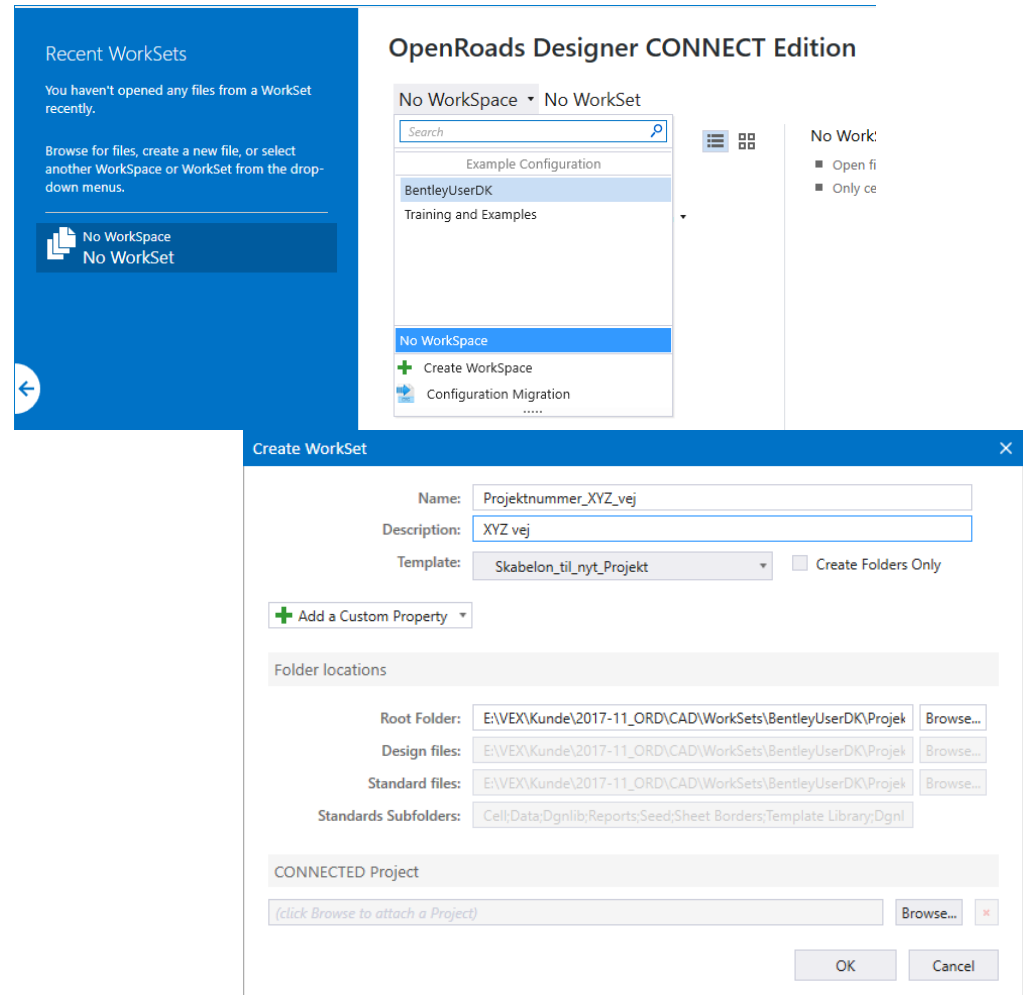 Recent WorkSets
You haven't opened any files from a WorkSet
recently.
Browse for files, create a new file, or select
another WorkSpace or WorkSet from the drop-
down menus.
No WorkSpace
No WorkSet
OpenRoads Designer CONNECT Edition
No WorkSpace No WorkSet
Search
Example Configuration
BentleyUserDK
Training and Examples
No WorkSpace
Create WorkSpace
Configuration Migration
No Work
Open fi
Only ce
Create WorkSet
Name: Projektnummer_XYZ_vej
Description: XYZ vej
Template: Skabelon_til_nyt_Projekt Create Folders Only
Add a Custom Property
Folder locations
Root Folder: E:\VEX\Kunde\2017-11_ORD\CAD\WorkSets\BentleyUserDK\Projek Browse...
Design files: E:\VEX\Kunde\2017-11_ORD\CAD\WorkSets\BentleyUserDK\Projek Browse...
Standard files: E:\VEX\Kunde\2017-11_ORD\CAD\WorkSets\BentleyUserDK\Projek Browse...
Standards Subfolders: Cell;Data;Dgnlib;Reports;Seed;Sheet Borders;Template Library;Dgnl
CONNECTED Project
(click Browse to attach a Project) Browse...
OK Cancel